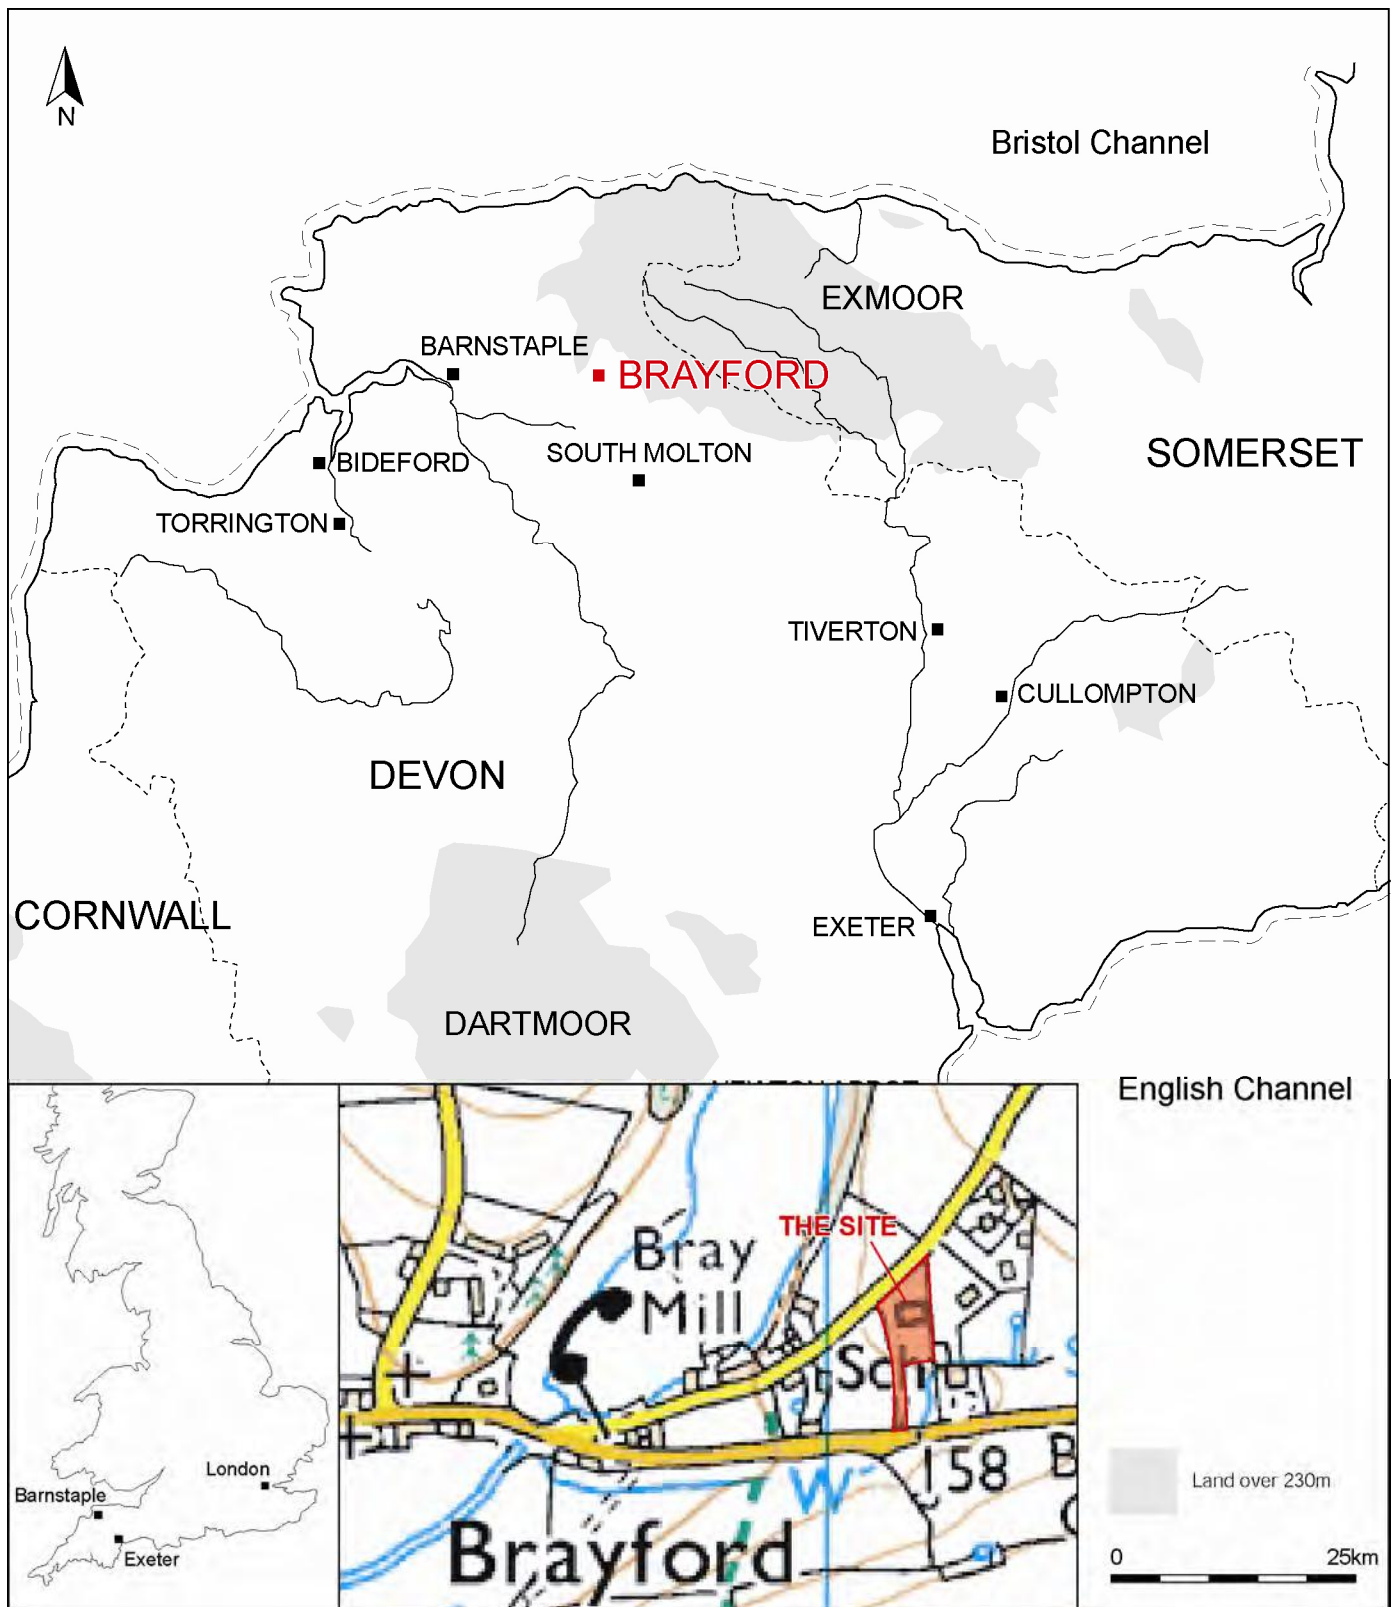 N
Bristol Channel
EXMOOR
BARNSTAPLE
BRAYFORD
SOUTH MOLTON
SOMERSET
BIDEFORD
TORRINGTON
TIVERTON
CULLOMPTON
DEVON
CORNWALL
EXETER
DARTMOOR
English Channel
THE SITE
Bray
Mill
Sch
158
W
Brayford
London
Barnstaple
Exeter
Land over 230m
0 25km